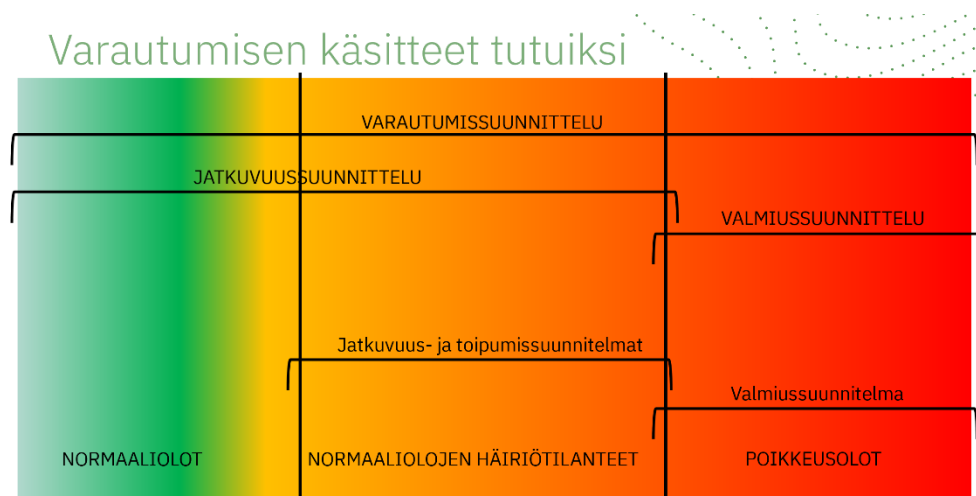 Varautumisen käsitteet tutuiksi
VARAUTUMISSUUNNITTELU
JATKUVUUSSUUNNITTELU
VALMIUSSUUNNITTELU
Jatkuvuus- ja toipumissuunnitelmat
Valmiussuunnitelma
NORMAALIOLOT
NORMAALIOLOJEN HÄIRIÖTILANTEET
POIKKEUSOLOT